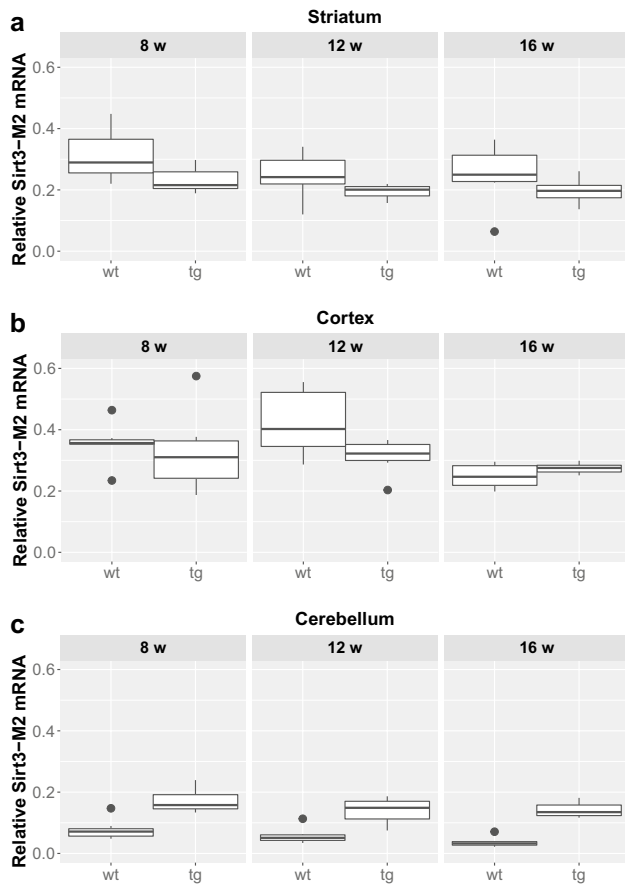 a
Striatum
8 w 12 w 16 w
Relative Sirt3−M2 mRNA
0.6
0.4
0.2
0.0
wt tg wt tg wt tg
b
Cortex
8 w 12 w 16 w
Relative Sirt3−M2 mRNA
0.6
0.4
0.2
0.0
wt tg wt tg wt tg
c
Cerebellum
8 w 12 w 16 w
Relative Sirt3−M2 mRNA
0.6
0.4
0.2
0.0
wt tg wt tg wt tg